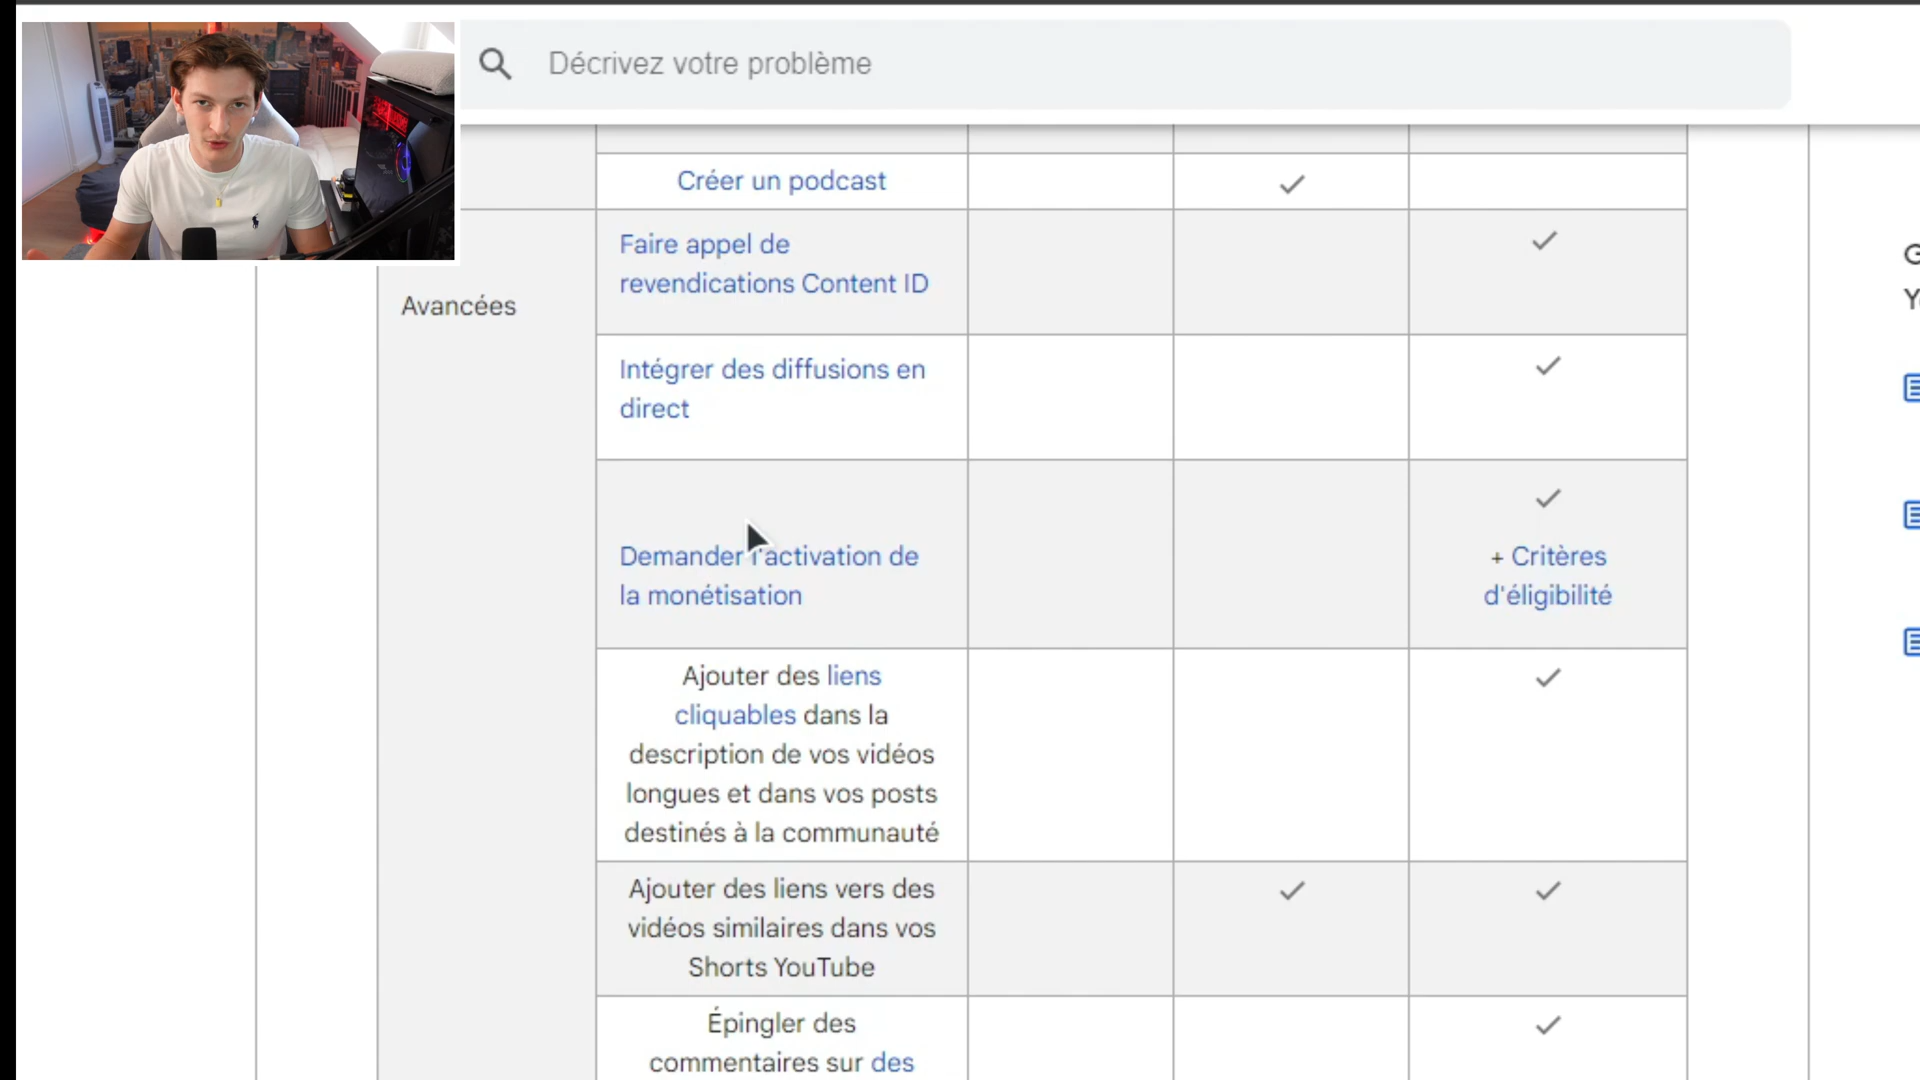 Décrivez votre problème
Créer un podcast
Avancées
Faire appel de
revendications Content ID
Intégrer des diffusions en
direct
Demander l'activation de
la monétisation
+ Critères
d'éligibilité
Ajouter des liens
cliquables dans la
description de vos vidéos
longues et dans vos posts
destinés à la communauté
Ajouter des liens vers des
vidéos similaires dans vos
Shorts YouTube
Épingler des
commentaires sur des